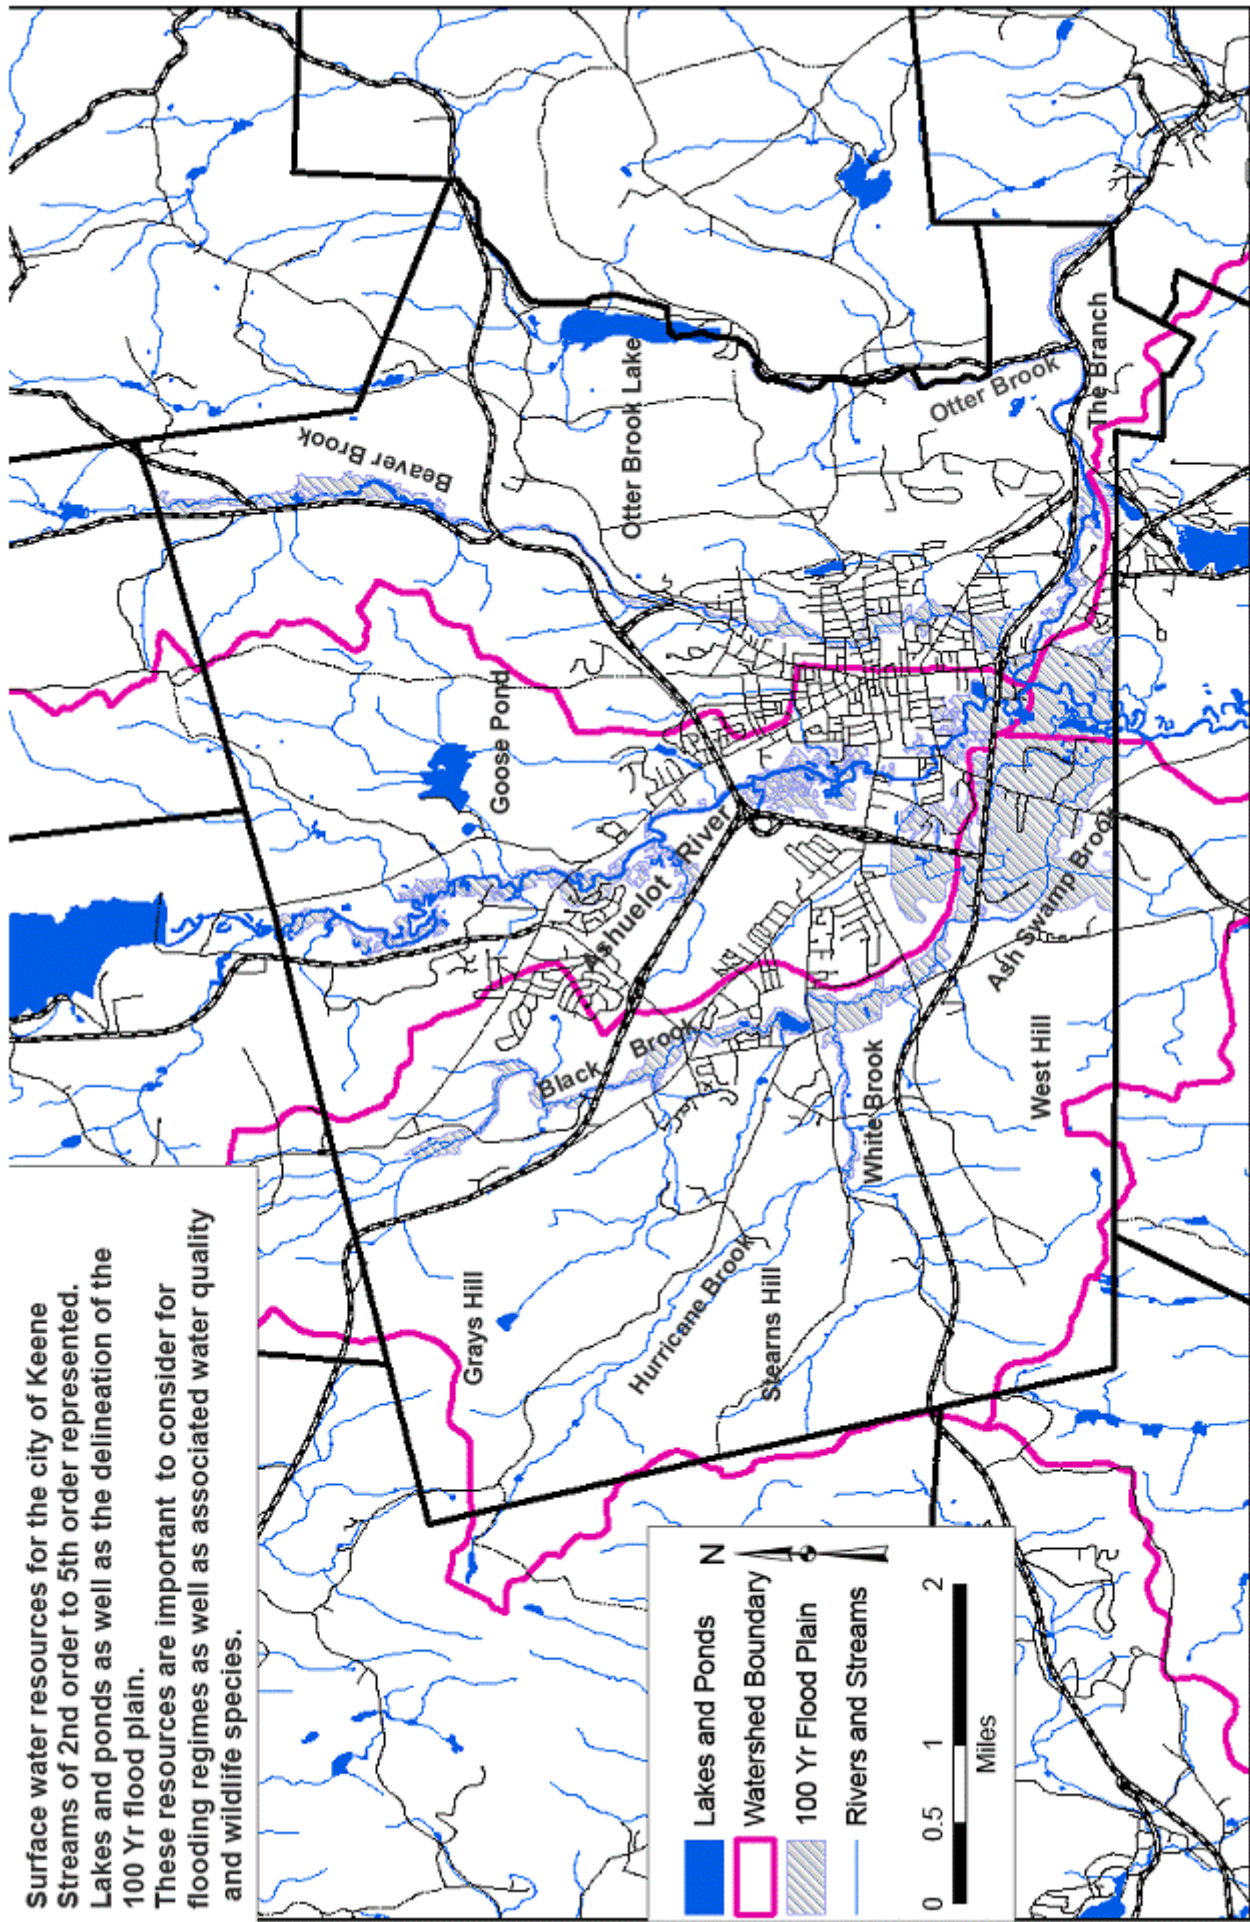 Surface water resources for the city of Keene
Streams of 2nd order to 5th order represented.
Lakes and ponds as well as the delineation of the
100 Yr flood plain.
These resources are important to consider for
flooding regimes as well as associated water quality
and wildlife species.
Grays Hill
Hurricane Brook
Stearns Hill
Black Brook
White Brook
West Hill
Ashuelot River
Ash Swamp Brook
Goose Pond
Beaver Brook
Otter Brook Lake
Otter Brook
The Branch
Lakes and Ponds
Watershed Boundary
100 Yr Flood Plain
Rivers and Streams
N
0 0.5 1 2
Miles